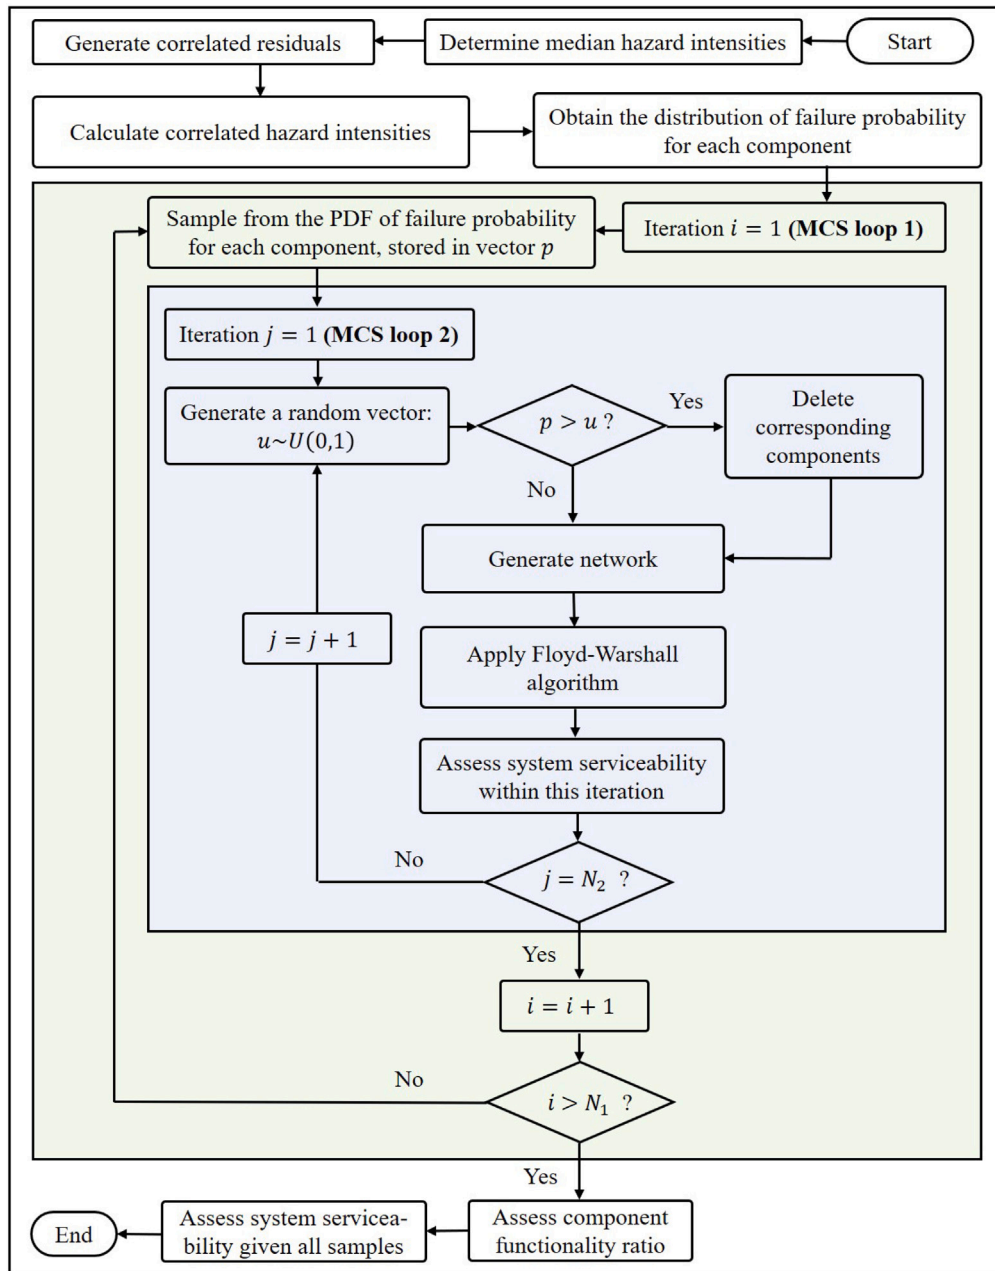 Start
Determine median hazard intensities
Generate correlated residuals
Calculate correlated hazard intensities
Obtain the distribution of failure probability
for each component
Iteration i = 1 (MCS loop 1)
Sample from the PDF of failure probability
for each component, stored in vector p
Iteration j = 1 (MCS loop 2)
Generate a random vector:
u~U(0,1)
p > u ?
Yes
Delete
corresponding
components
No
Generate network
Apply Floyd-Warshall
algorithm
Assess system serviceability
within this iteration
j = N₂ ?
No
j = j + 1
Yes
i = i + 1
i > N₁ ?
No
Yes
Assess component
functionality ratio
Assess system servicea-
bility given all samples
End